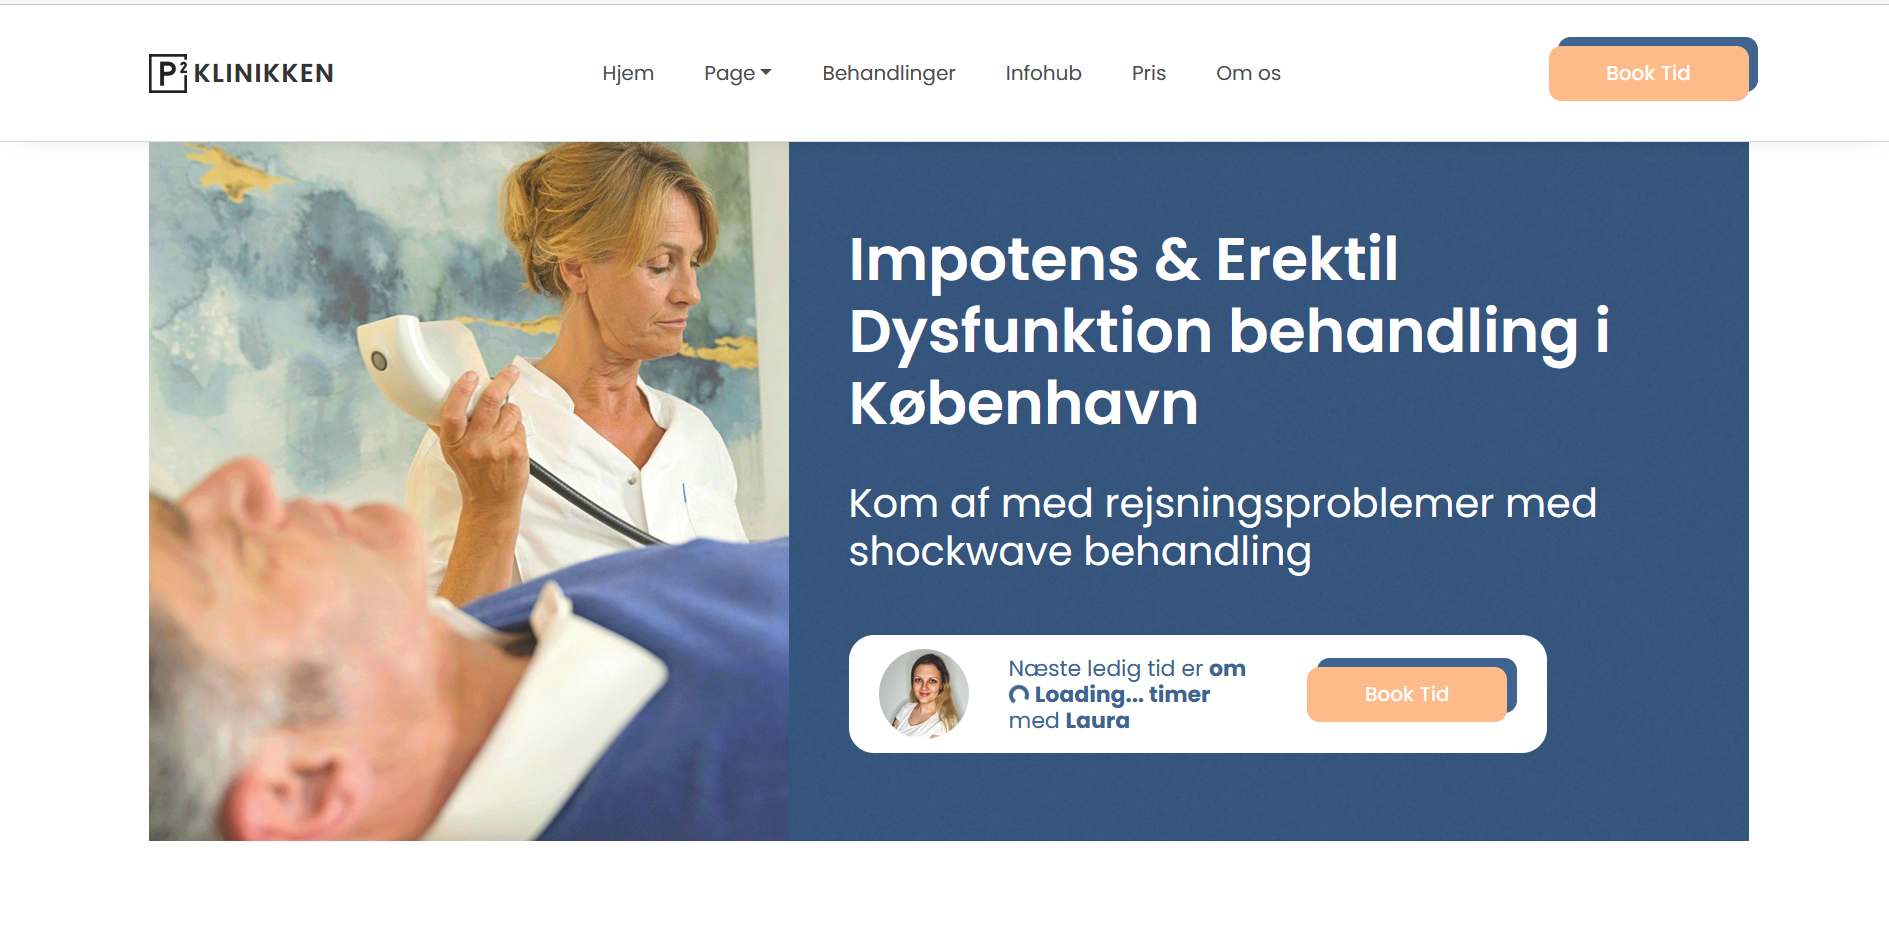 P² KLINIKKEN
Hjem
Page
Behandlinger
Infohub
Pris
Om os
Book Tid
Impotens & Erektil
Dysfunktion behandling i
København
Kom af med rejsningsproblemer med
shockwave behandling
Næste ledig tid er om
Loading... timer
med Laura
Book Tid